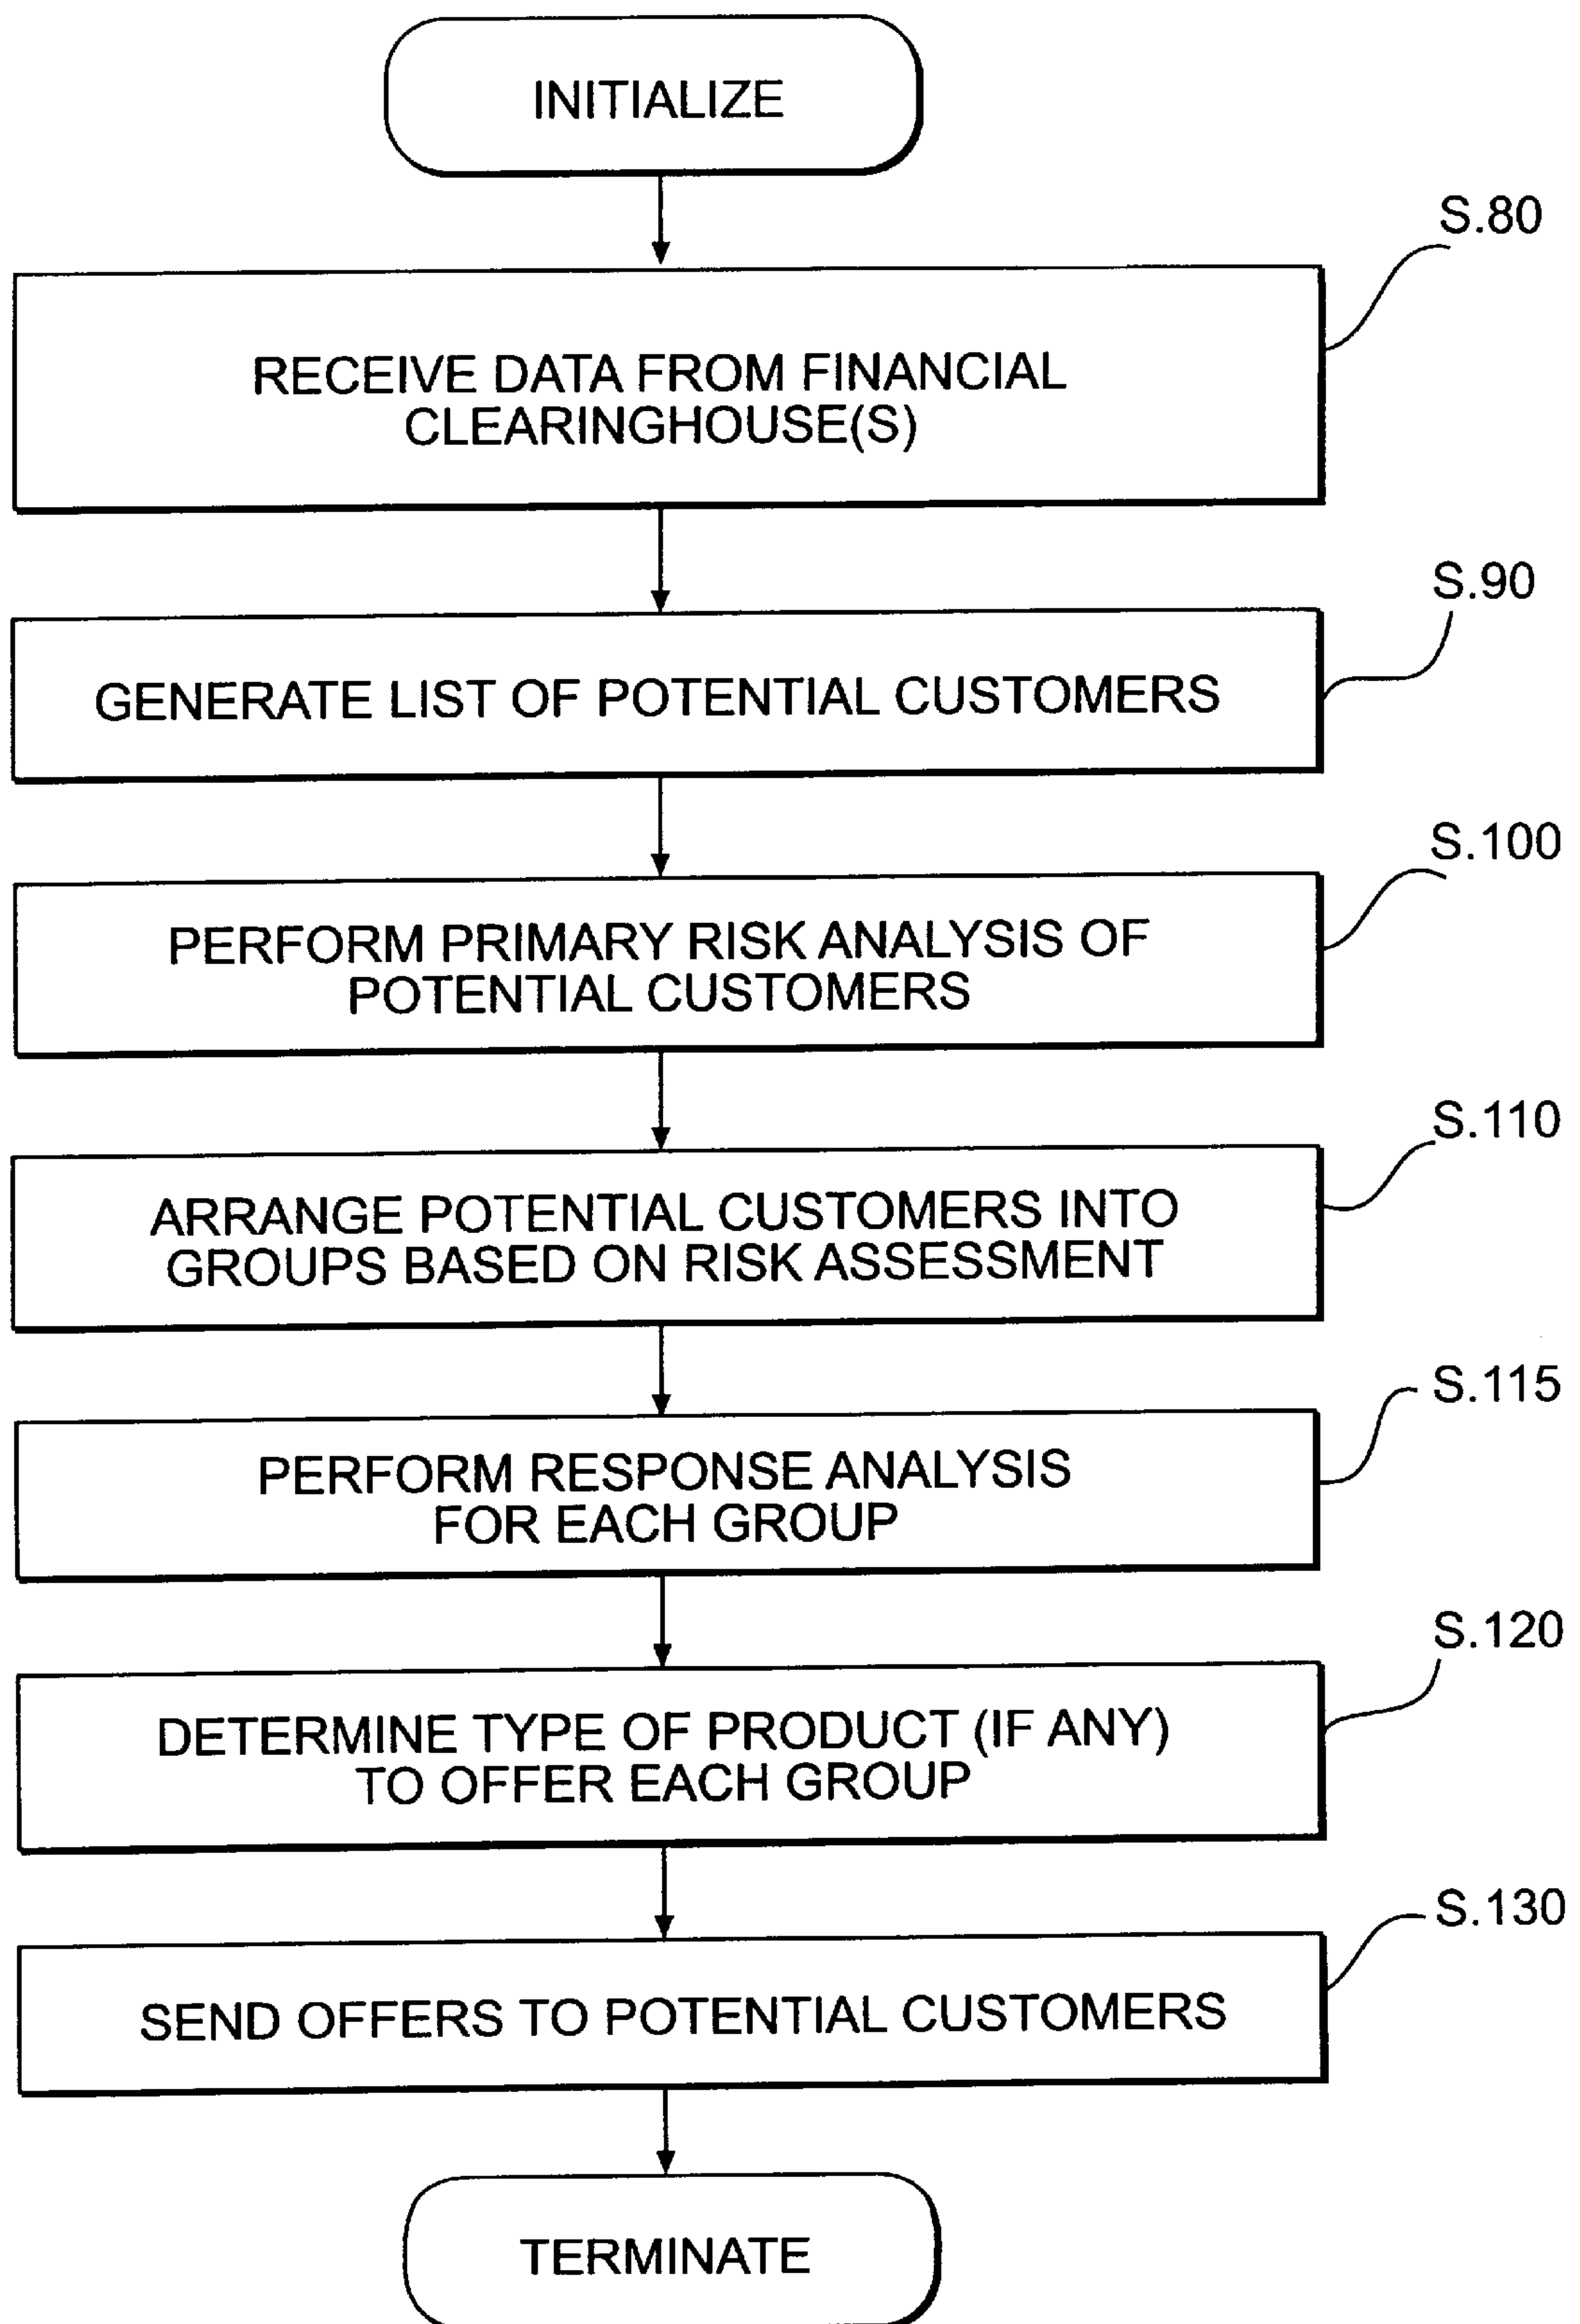 INITIALIZE
S.80
RECEIVE DATA FROM FINANCIAL
CLEARINGHOUSE(S)
S.90
GENERATE LIST OF POTENTIAL CUSTOMERS
S.100
PERFORM PRIMARY RISK ANALYSIS OF
POTENTIAL CUSTOMERS
S.110
ARRANGE POTENTIAL CUSTOMERS INTO
GROUPS BASED ON RISK ASSESSMENT
S.115
PERFORM RESPONSE ANALYSIS
FOR EACH GROUP
S.120
DETERMINE TYPE OF PRODUCT (IF ANY)
TO OFFER EACH GROUP
S.130
SEND OFFERS TO POTENTIAL CUSTOMERS
TERMINATE